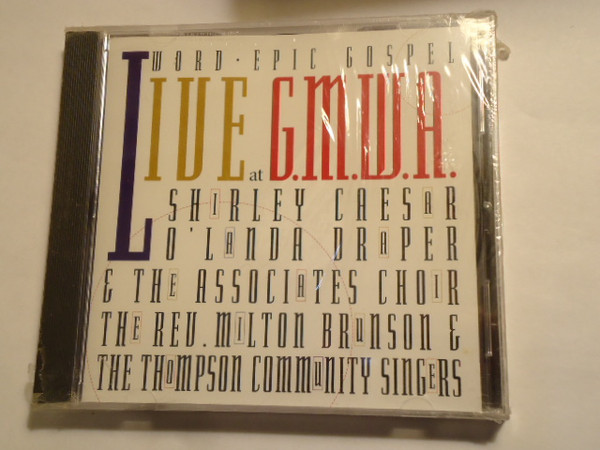 WORD · EPIC GOSPEL
LIVE at G.M.W.A.
SHIRLEY CAESAR
O'LANDA DRAPER
& THE ASSOCIATES CHOIR
THE REV. MILTON BRUNSON &
THE THOMPSON COMMUNITY SINGERS